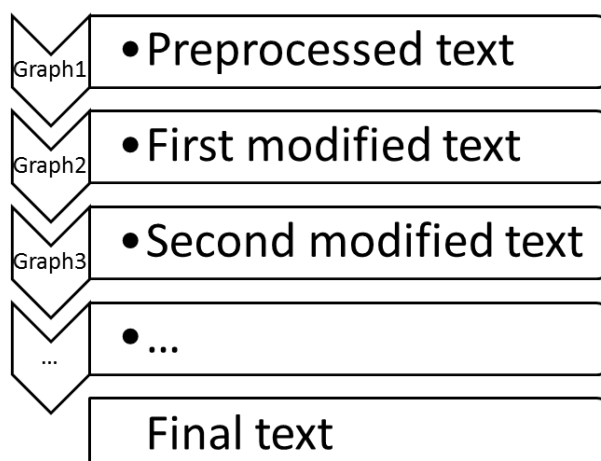 Graph1
•Preprocessed text
Graph2
•First modified text
Graph3
•Second modified text
...
•...
Final text